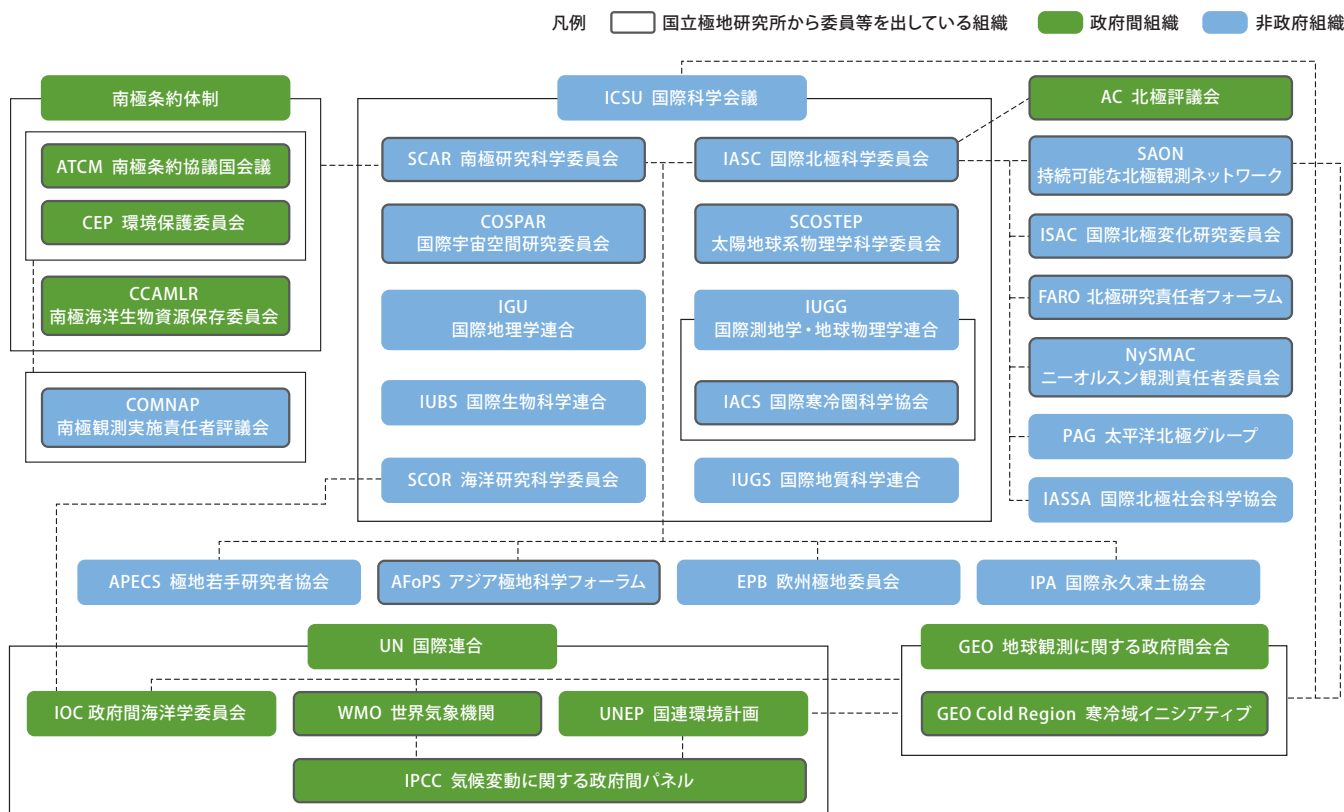 凡例
国立極地研究所から委員等を出している組織
政府間組織
非政府組織
南極条約体制
ATCM 南極条約協議国会議
CEP 環境保護委員会
CCAMLR
南極海洋生物資源保存委員会
COMNAP
南極観測実施責任者評議会
ICSU 国際科学会議
SCAR 南極研究科学委員会
IASC 国際北極科学委員会
COSPAR
国際宇宙空間研究委員会
SCOSTEP
太陽地球系物理学科学委員会
IGU
国際地理学連合
IUGG
国際測地学・地球物理学連合
IUBS 国際生物科学連合
IACS 国際寒冷圏科学協会
SCOR 海洋研究科学委員会
IUGS 国際地質科学連合
AC 北極評議会
SAON
持続可能な北極観測ネットワーク
ISAC 国際北極変化研究委員会
FARO 北極研究責任者フォーラム
NySMAC
ニーオルスン観測責任者委員会
PAG 太平洋北極グループ
IASSA 国際北極社会科学協会
APECS 極地若手研究者協会
AFoPS アジア極地科学フォーラム
EPB 欧州極地委員会
IPA 国際永久凍土協会
UN 国際連合
IOC 政府間海洋学委員会
WMO 世界気象機関
UNEP 国連環境計画
IPCC 気候変動に関する政府間パネル
GEO 地球観測に関する政府間会合
GEO Cold Region 寒冷域イニシアティブ